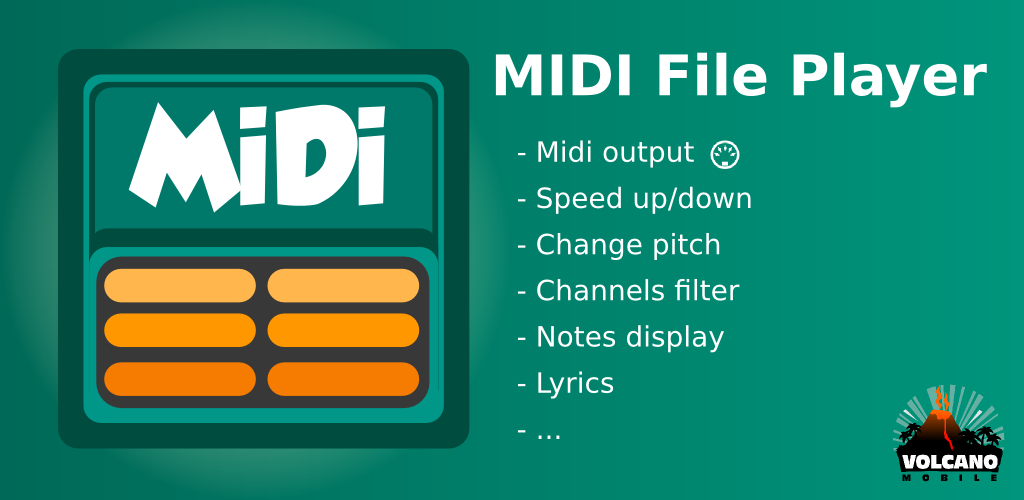 MiDi
MIDI File Player
- Midi output
- Speed up/down
- Change pitch
- Channels filter
- Notes display
- Lyrics
- ...
VOLCANO
MOBILE